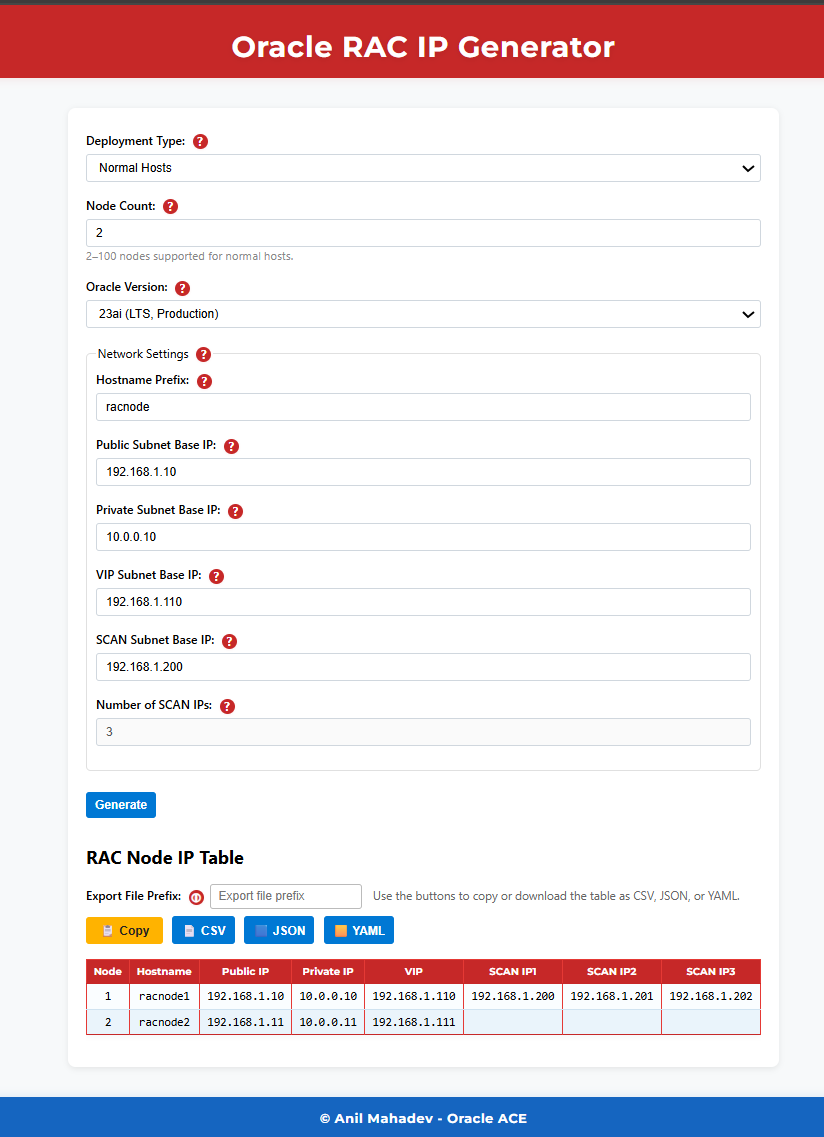 Oracle RAC IP Generator
Deployment Type: ?
Normal Hosts
Node Count: ?
2
2–100 nodes supported for normal hosts.
Oracle Version: ?
23ai (LTS, Production)
Network Settings ?
Hostname Prefix: ?
racnode
Public Subnet Base IP: ?
192.168.1.10
Private Subnet Base IP: ?
10.0.0.10
VIP Subnet Base IP: ?
192.168.1.110
SCAN Subnet Base IP: ?
192.168.1.200
Number of SCAN IPs: ?
3
Generate
RAC Node IP Table
Export File Prefix: Export file prefix Use the buttons to copy or download the table as CSV, JSON, or YAML.
Copy CSV JSON YAML
Node Hostname Public IP Private IP VIP SCAN IP1 SCAN IP2 SCAN IP3
1 racnode1 192.168.1.10 10.0.0.10 192.168.1.110 192.168.1.200 192.168.1.201 192.168.1.202
2 racnode2 192.168.1.11 10.0.0.11 192.168.1.111
© Anil Mahadev - Oracle ACE